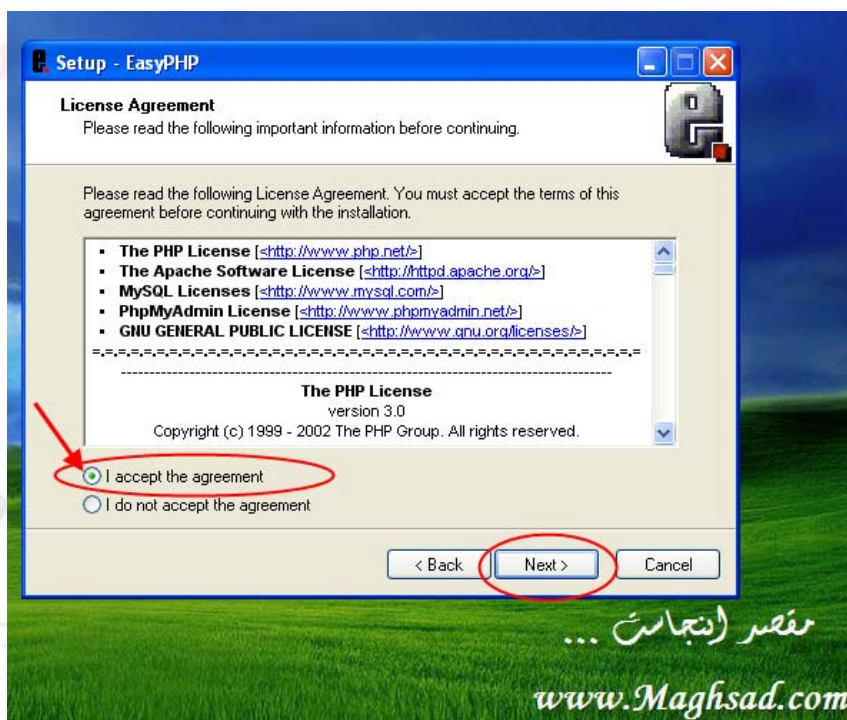 Setup - EasyPHP
License Agreement
Please read the following important information before continuing.
Please read the following License Agreement. You must accept the terms of this
agreement before continuing with the installation.
▪ The PHP License [<http://www.php.net/>]
▪ The Apache Software License [<http://httpd.apache.org/>]
▪ MySQL Licenses [<http://www.mysql.com/>]
▪ PhpMyAdmin License [<http://www.phpmyadmin.net/>]
▪ GNU GENERAL PUBLIC LICENSE [<http://www.gnu.org/licenses/>]
The PHP License
version 3.0
Copyright (c) 1999 - 2002 The PHP Group. All rights reserved.
I accept the agreement
I do not accept the agreement
< Back Next > Cancel
مقصد اینجاست ...
www.Maghsad.com